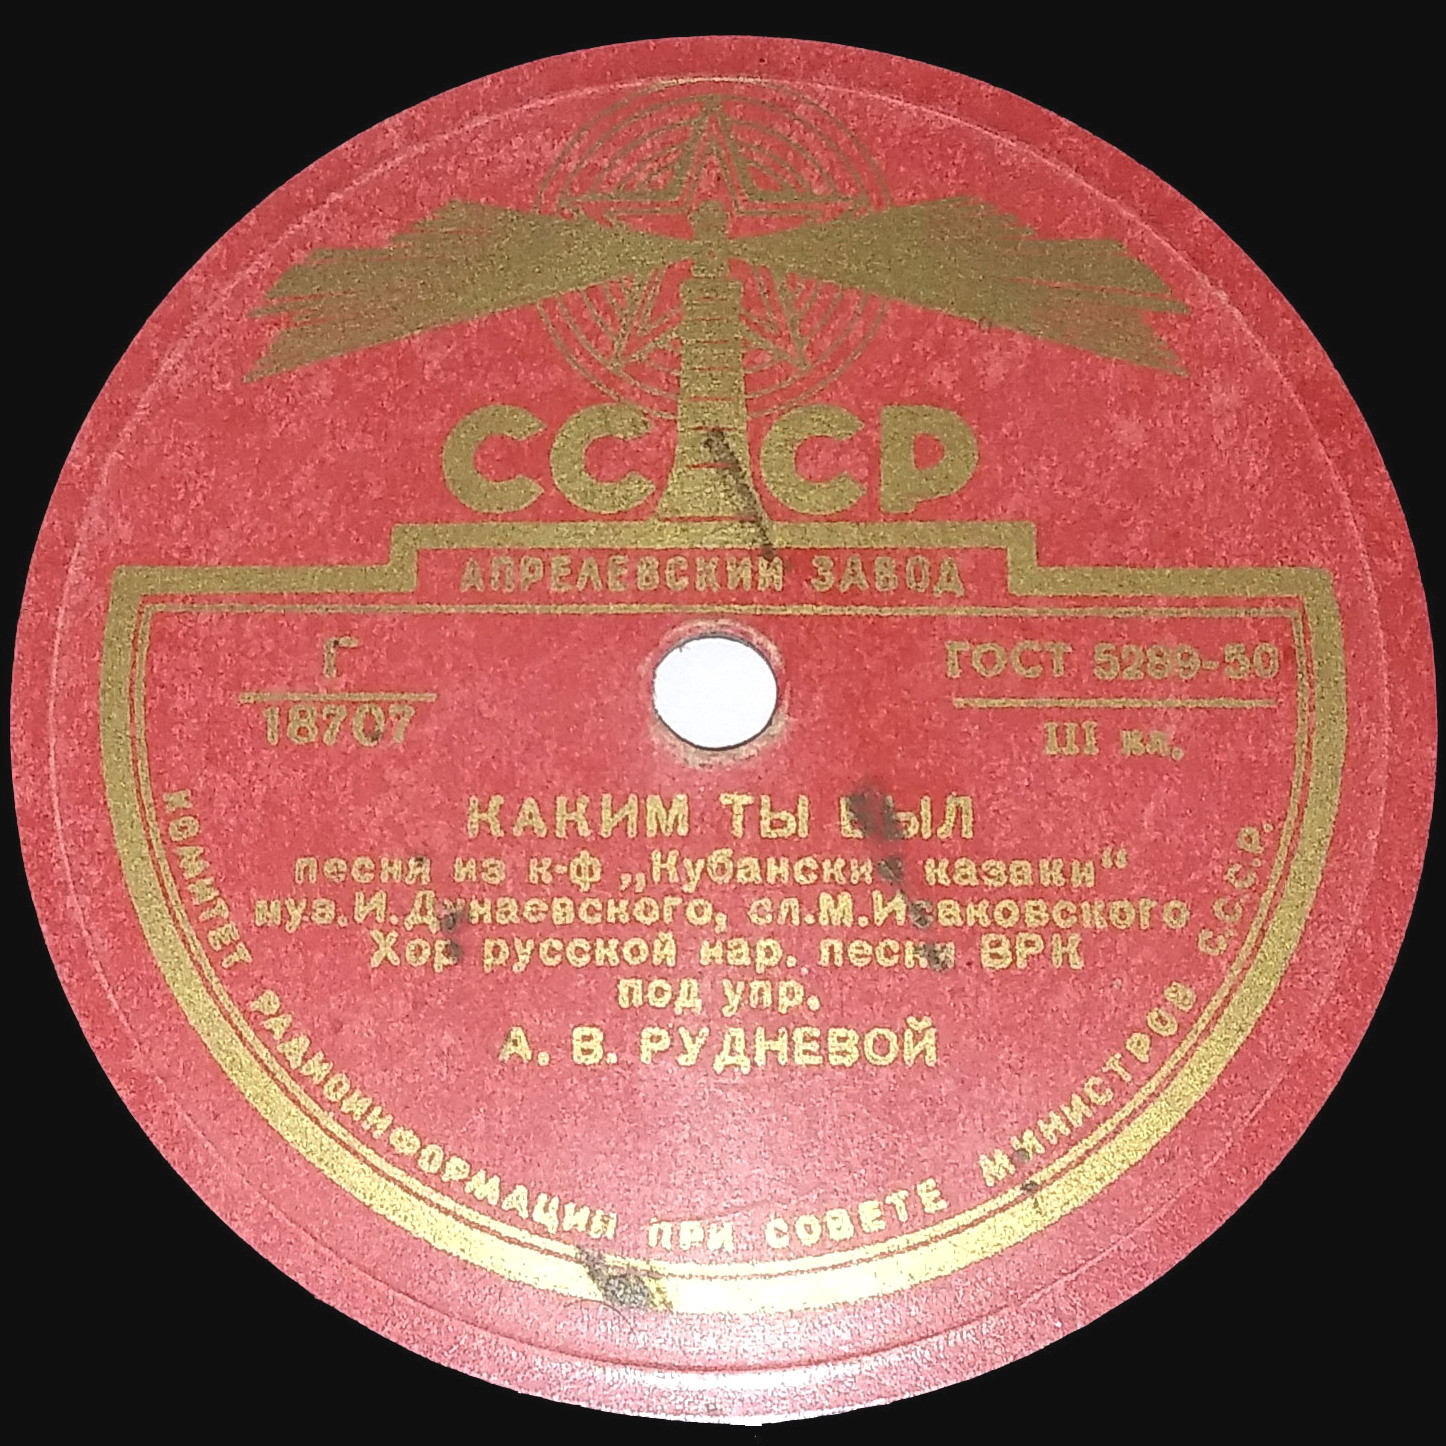 СССР
АПРЕЛЕВСКИЙ ЗАВОД
Г
18707
ГОСТ 5289-50
III кл.
КАКИМ ТЫ БЫЛ
песня из к-ф „Кубанские казаки“
муз.И.Дунаевского, сл.М.Исаковского
Хор русской нар. песни ВРК
под упр.
А. В. РУДНЕВОЙ
КОМИТЕТ РАДИОИНФОРМАЦИИ ПРИ СОВЕТЕ МИНИСТРОВ С.С.С.Р.